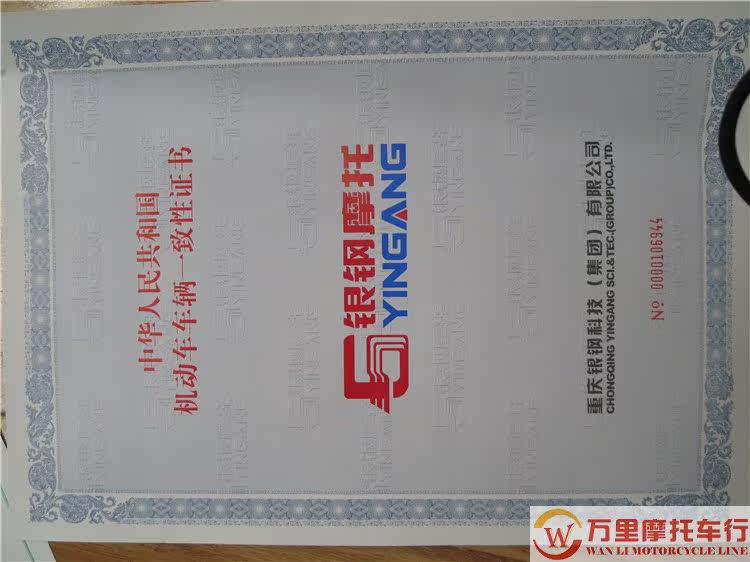 中华人民共和国
机动车车辆一致性证书
银钢摩托
YINGANG
重庆银钢科技（集团）有限公司
CHONGQING YINGANG SCI.&TEC.(GROUP)CO.,LTD.
№ 0000106944
万里摩托车行
WAN LI MOTORCYCLE LINE